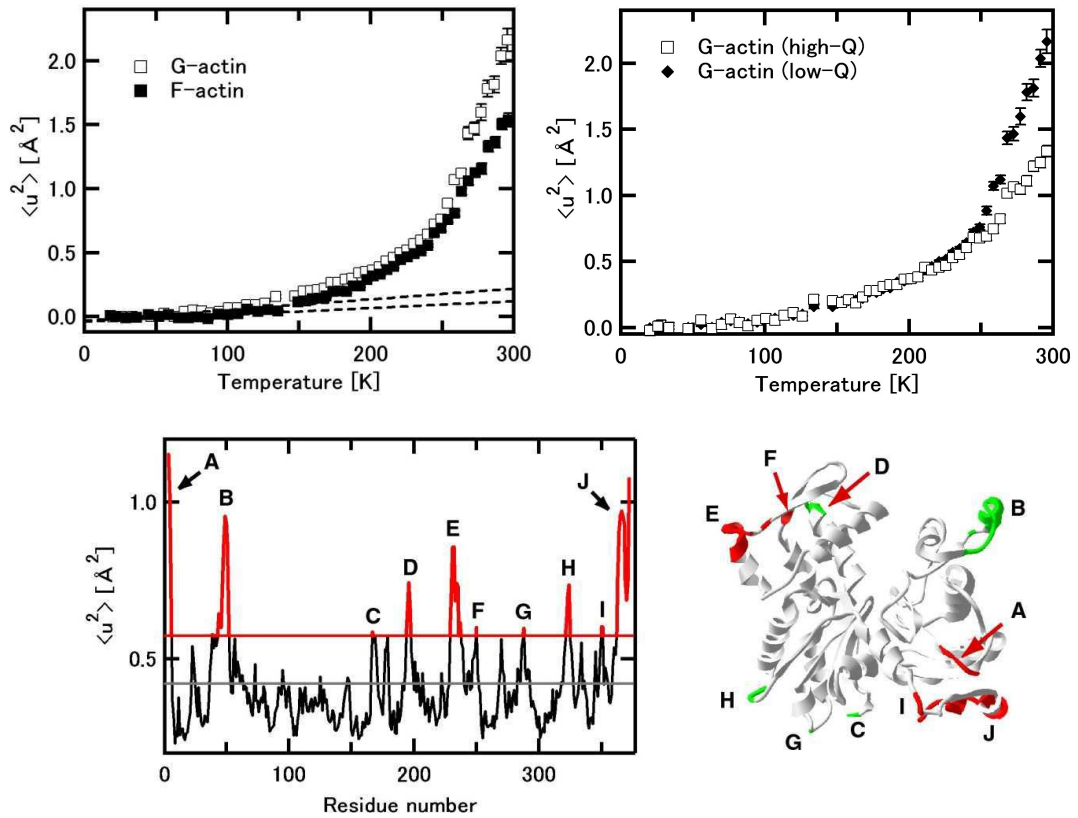 <u²> [Å²]
2.0
1.5
1.0
0.5
0.0
G-actin
F-actin
0 100 200 300
Temperature [K]
<u²> [Å²]
2.0
1.5
1.0
0.5
0.0
G-actin (high-Q)
G-actin (low-Q)
0 100 200 300
Temperature [K]
<u²> [Å²]
1.0
0.5
A
B
C
D
E
F
G
H
I
J
0 100 200 300
Residue number
F D
E B
A
H I
G C J